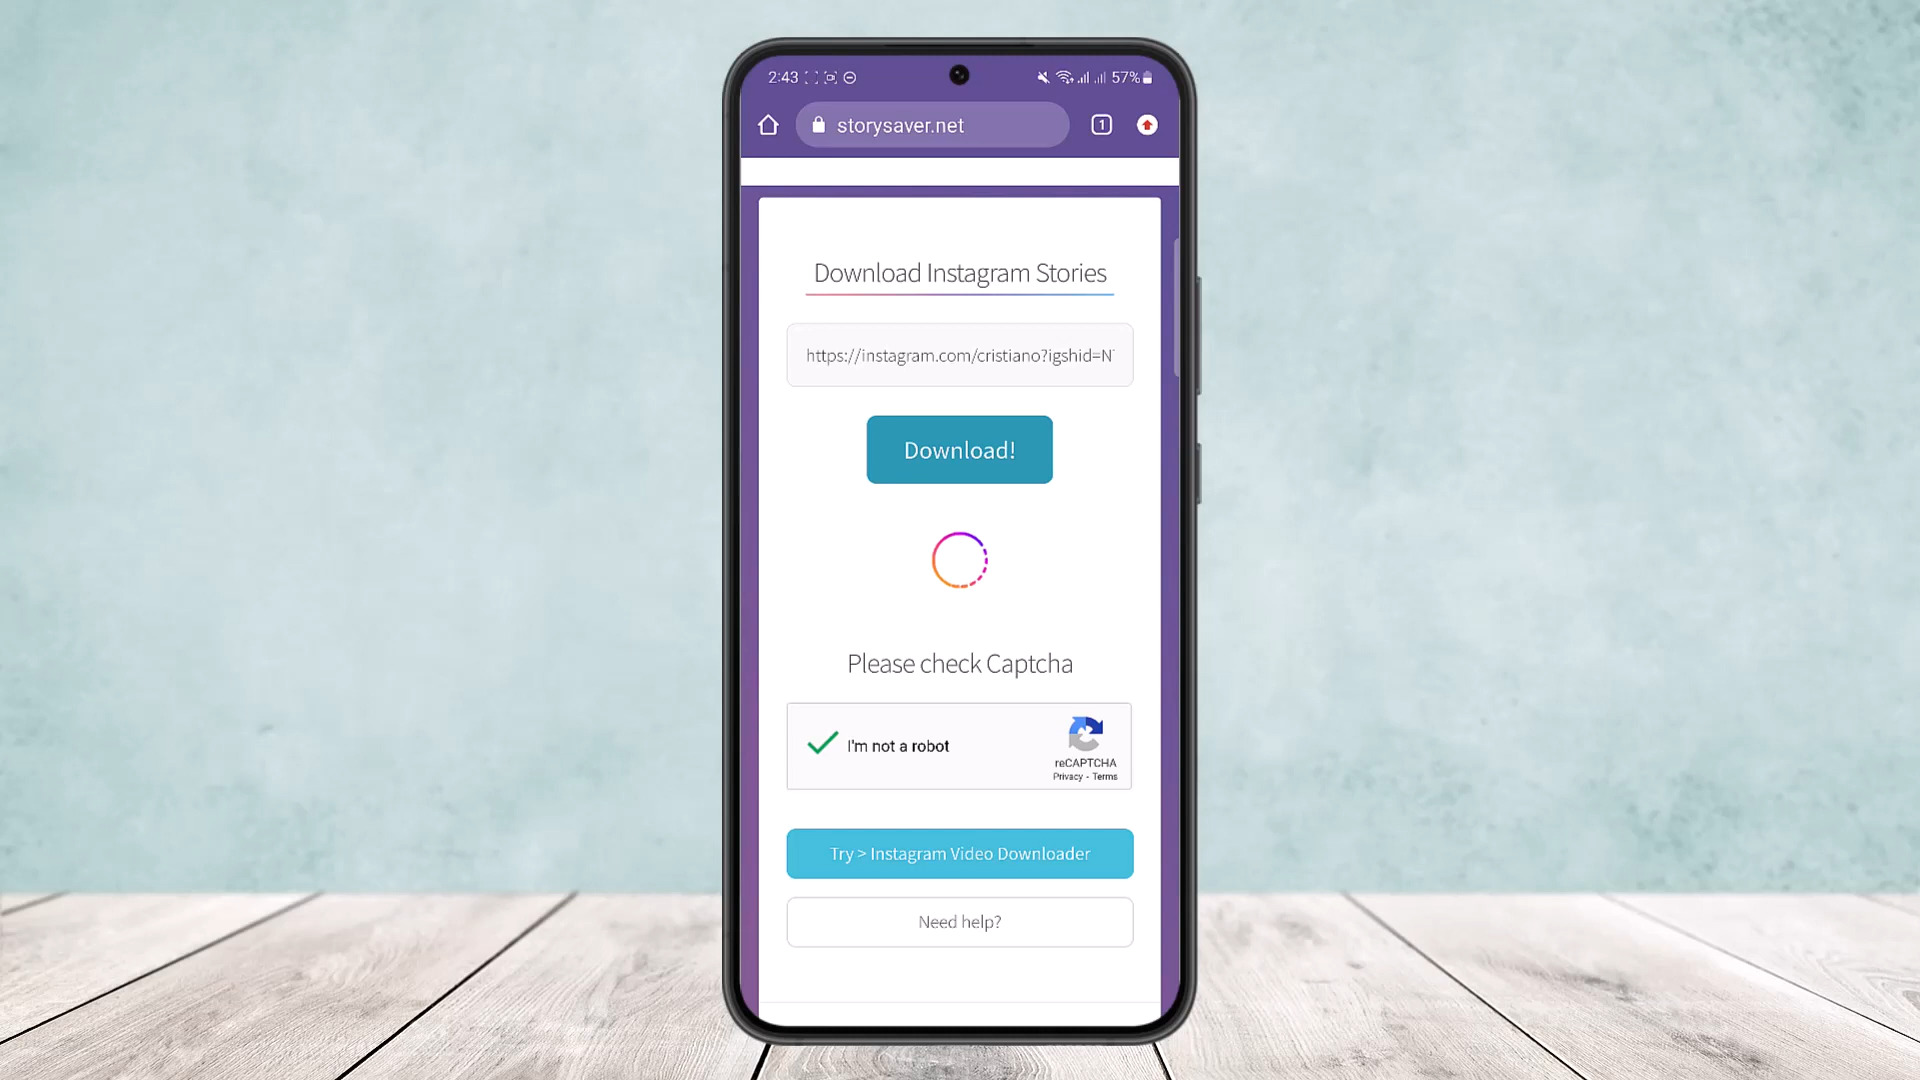 2:43
57%
storysaver.net
1
Download Instagram Stories
https://instagram.com/cristiano?igshid=N
Download!
Please check Captcha
I'm not a robot
reCAPTCHA
Privacy - Terms
Try > Instagram Video Downloader
Need help?